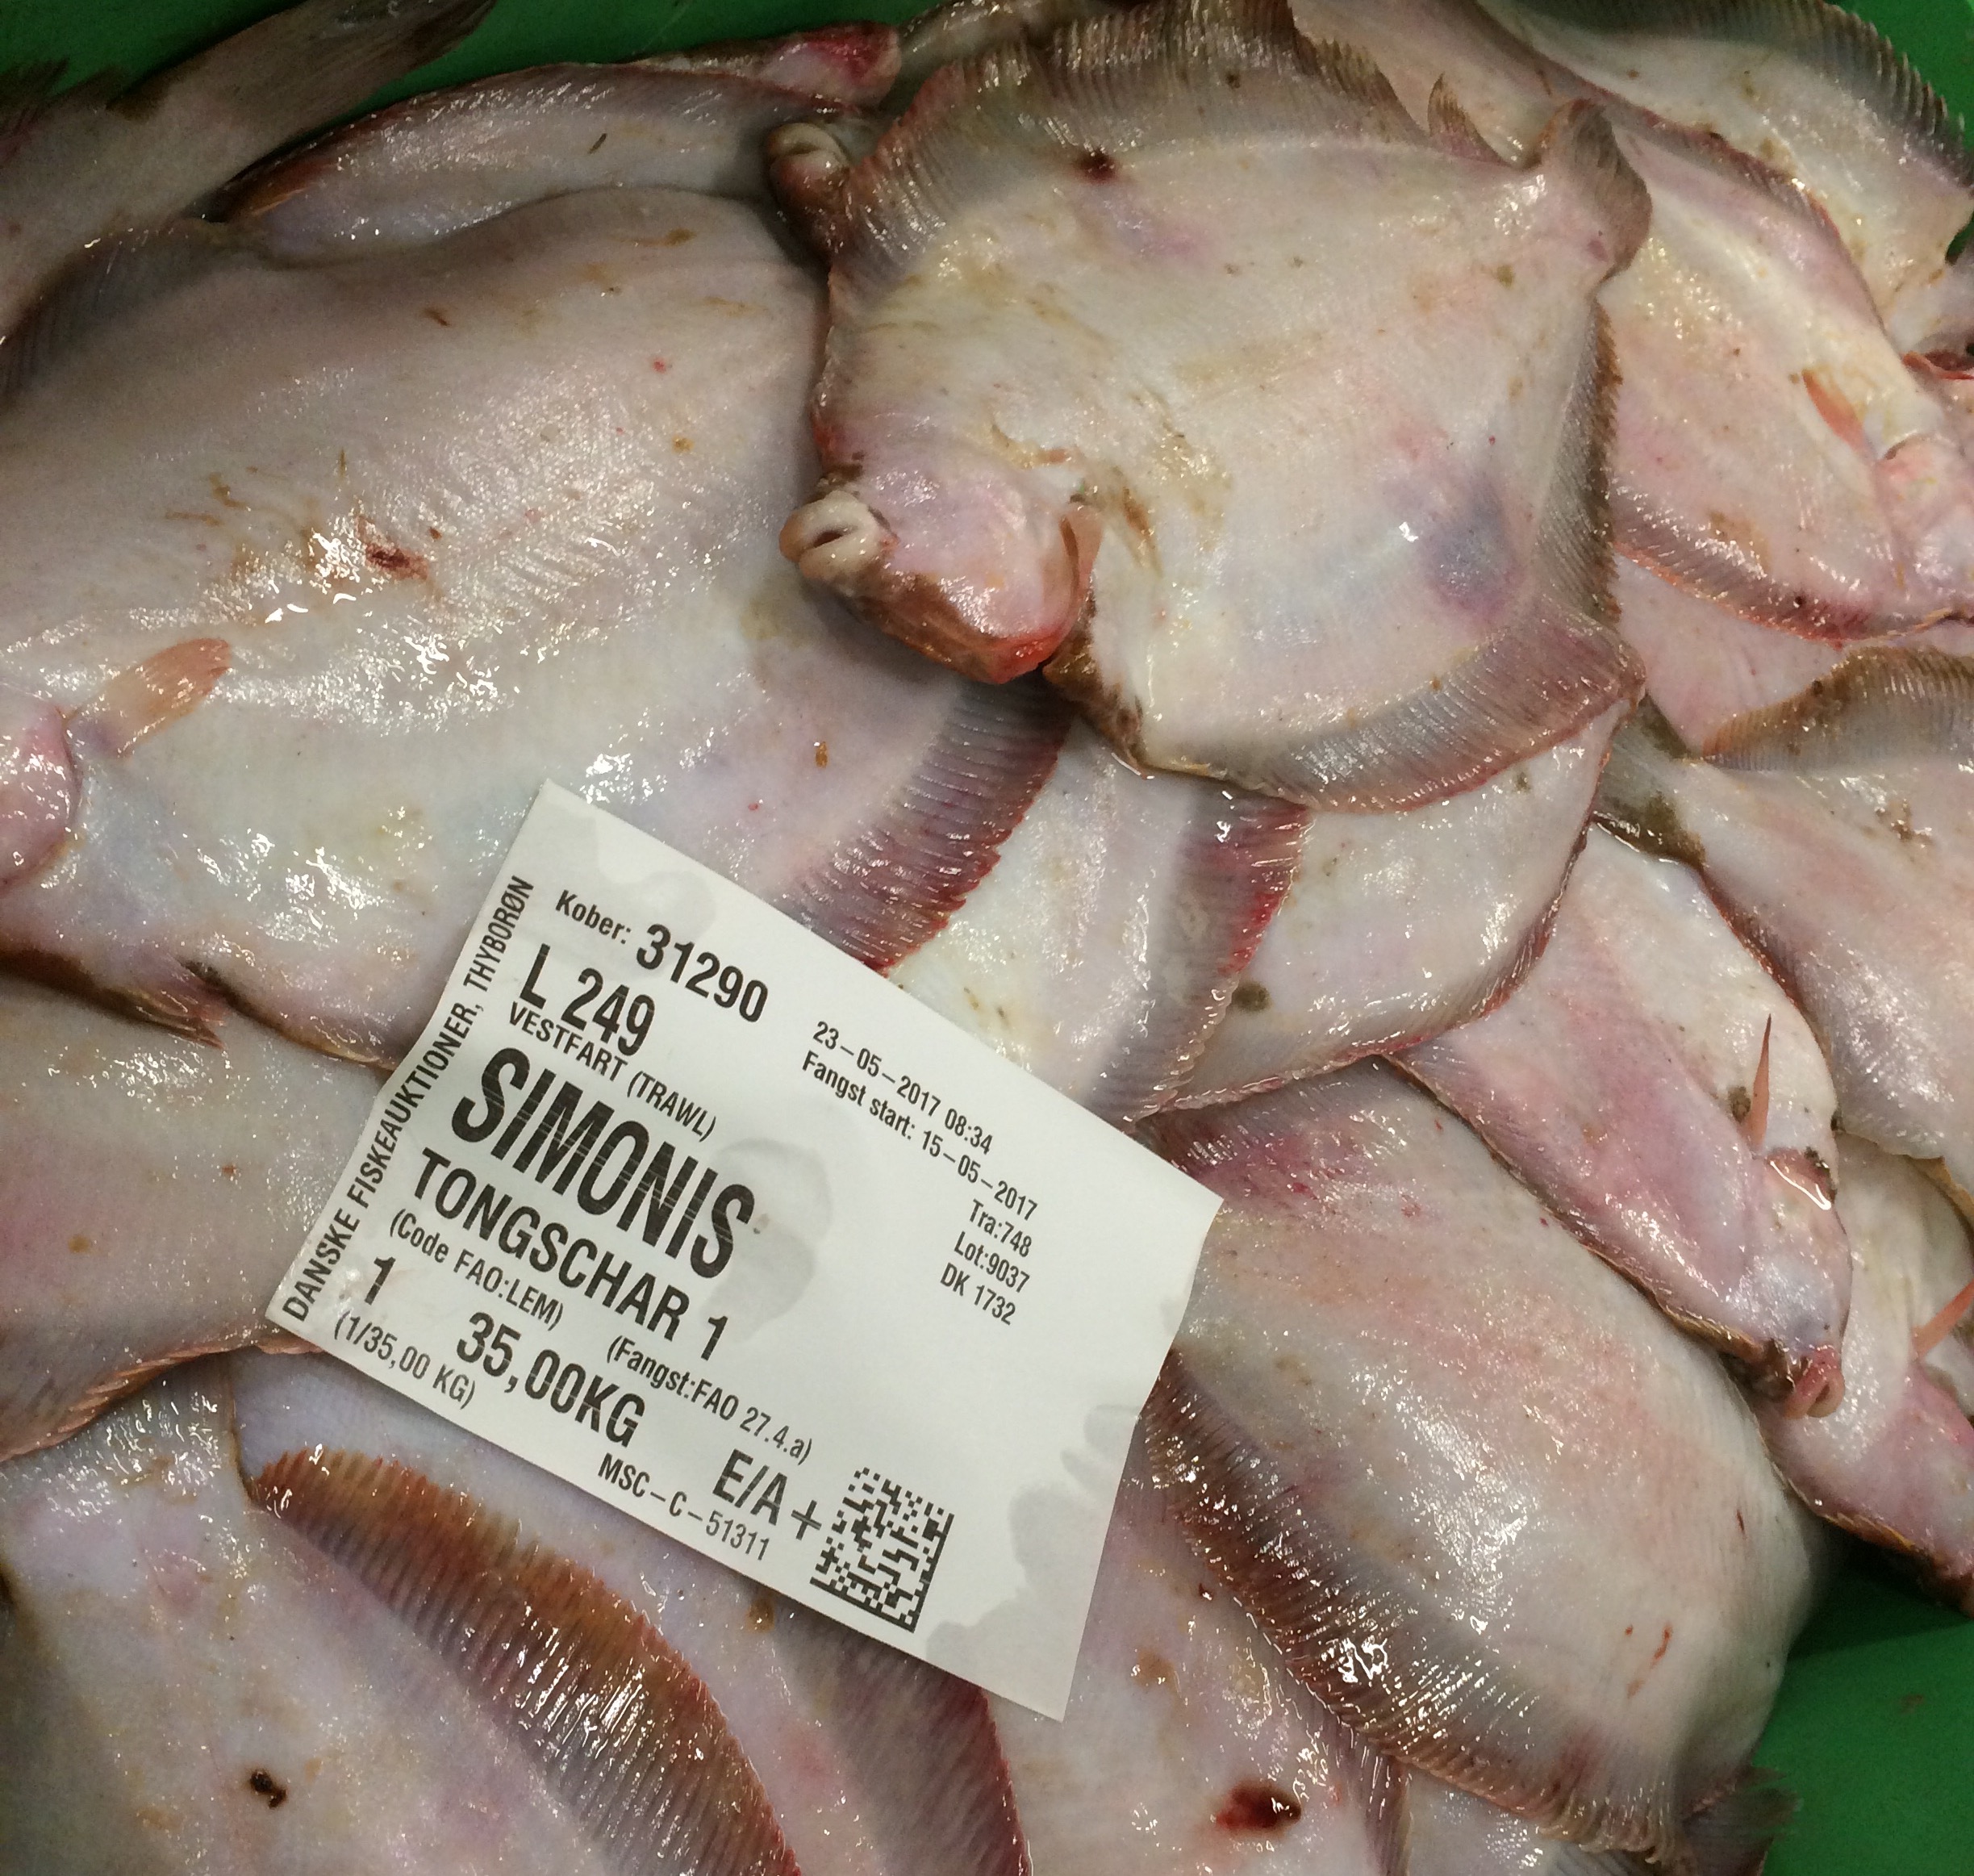 DANSKE FISKEAUKTIONER, THYBORØN
Køber: 31290
L 249
VESTFART (TRAWL)
SIMONIS
TONGSCHAR 1
(Code FAO:LEM) (Fangst:FAO 27.4.a)
1 35,00KG E/A+
(1/35,00 KG) MSC-C-51311
23-05-2017 08:34
Fangst start: 15-05-2017
Tra:748
Lot:9037
DK 1732